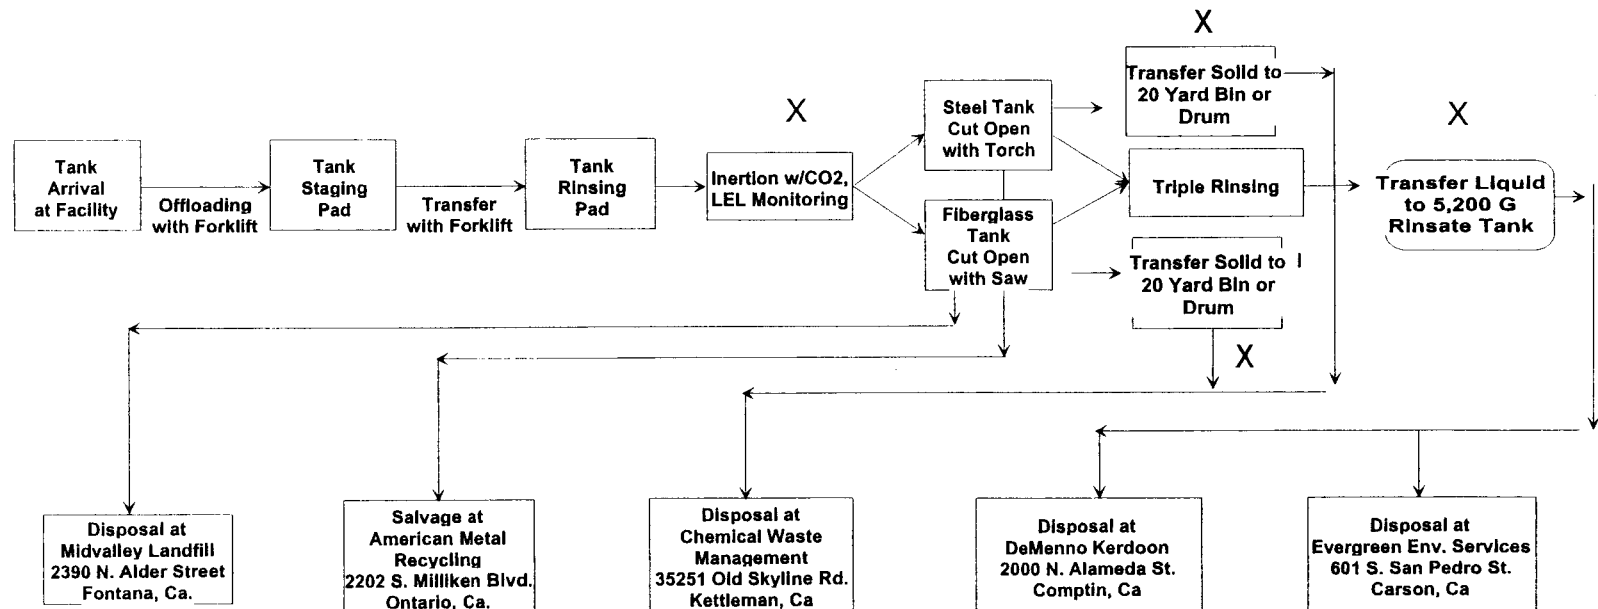 X
Transfer Solid to
20 Yard Bin or
Drum
X
X
Steel Tank
Cut Open
with Torch
Tank
Arrival
at Facility
Offloading
with Forklift
Tank
Staging
Pad
Transfer
with Forklift
Tank
Rinsing
Pad
Inertion w/CO2,
LEL Monitoring
Triple Rinsing
Transfer Liquid
to 5,200 G
Rinsate Tank
Fiberglass
Tank
Cut Open
with Saw
Transfer Solid to
20 Yard Bin or
Drum
X
Disposal at
Midvalley Landfill
2390 N. Alder Street
Fontana, Ca.
Salvage at
American Metal
Recycling
2202 S. Milliken Blvd.
Ontario, Ca.
Disposal at
Chemical Waste
Management
35251 Old Skyline Rd.
Kettleman, Ca
Disposal at
DeMenno Kerdoon
2000 N. Alameda St.
Comptin, Ca
Disposal at
Evergreen Env. Services
601 S. San Pedro St.
Carson, Ca